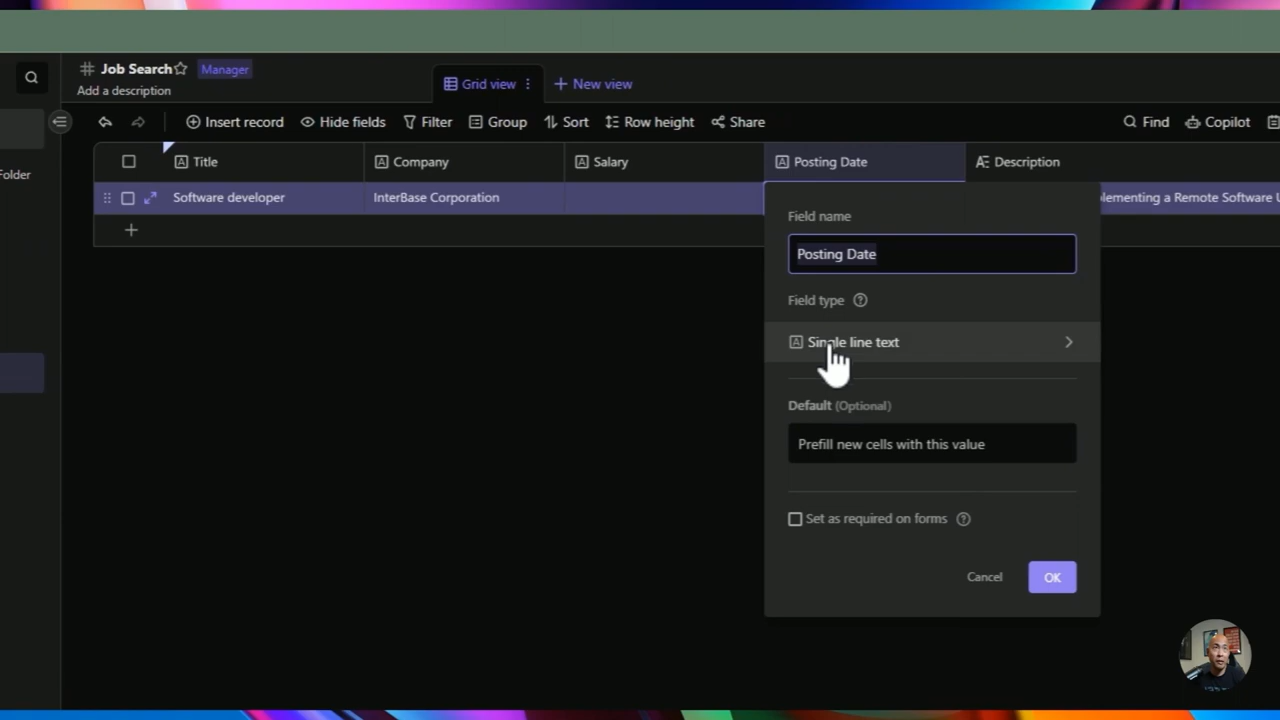 Job Search
Manager
Add a description
Grid view
New view
Insert record
Hide fields
Filter
Group
Sort
Row height
Share
Find
Copilot
Folder
Title
Company
Salary
Posting Date
Description
Software developer
InterBase Corporation
lementing a Remote Software U
Field name
Posting Date
Field type
Single line text
Default (Optional)
Prefill new cells with this value
Set as required on forms
Cancel
OK